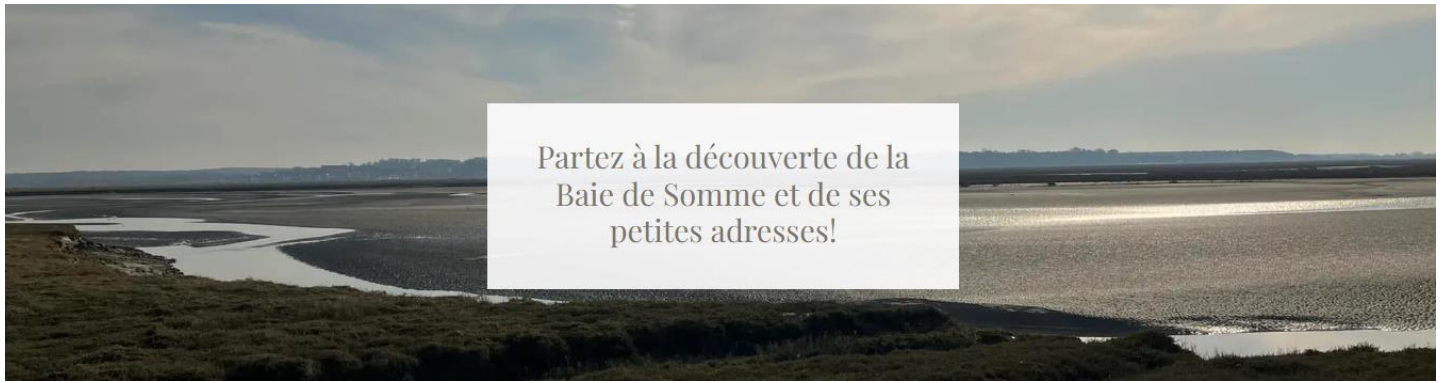 Partez à la découverte de la
Baie de Somme et de ses
petites adresses!